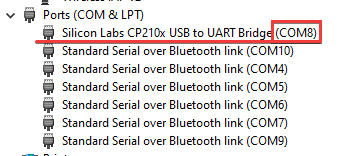 Ports (COM & LPT)
Silicon Labs CP210x USB to UART Bridge (COM8)
Standard Serial over Bluetooth link (COM10)
Standard Serial over Bluetooth link (COM4)
Standard Serial over Bluetooth link (COM5)
Standard Serial over Bluetooth link (COM6)
Standard Serial over Bluetooth link (COM7)
Standard Serial over Bluetooth link (COM9)